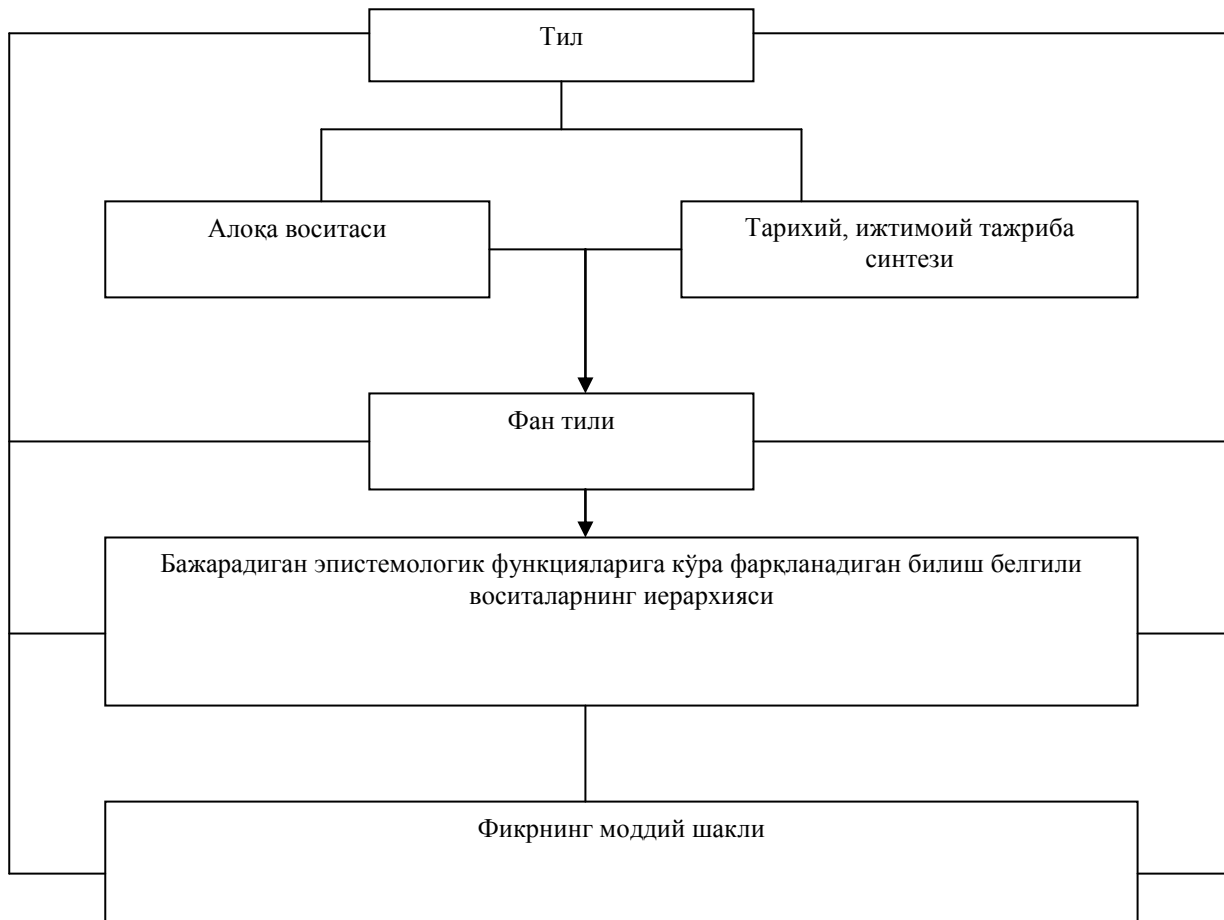 Тил
Алоқа воситаси
Тарихий, ижтимоий тажриба
синтези
Фан тили
Бажарадиган эпистемологик функцияларига кўра фарқланадиган билиш белгили
воситаларнинг иерархияси
Фикрнинг моддий шакли